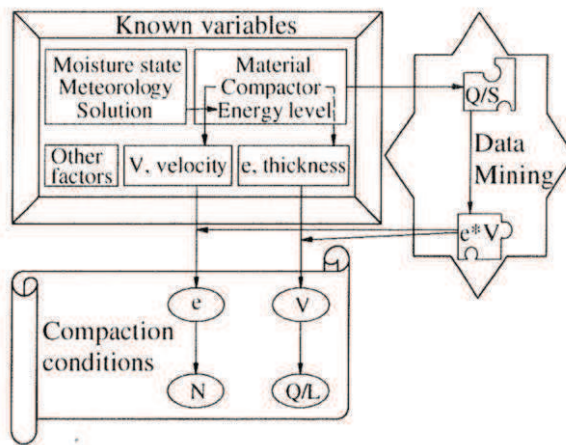 Known variables
Moisture state
Meteorology
Solution
Material
Compactor
Energy level
Other
factors
V, velocity
e, thickness
Q/S
Data
Mining
e*V
Compaction
conditions
e
V
N
Q/L